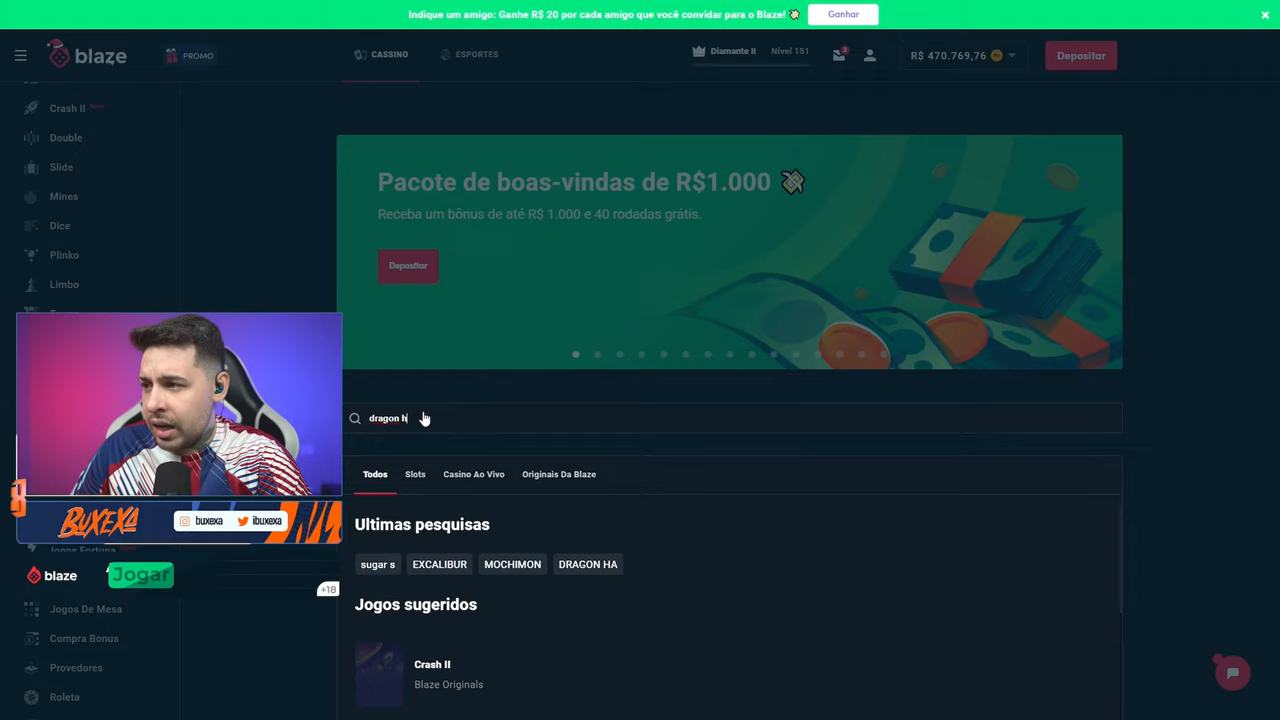 Indique um amigo: Ganhe R$ 20 por cada amigo que você convidar para o Blaze!
Ganhar
blaze
PROMO
CASSINO
ESPORTES
Diamante II
Nível 151
2
R$ 470.769,76
R$
Depositar
Crash II
Double
Slide
Mines
Dice
Plinko
Limbo
Pacote de boas-vindas de R$1.000
Receba um bônus de até R$ 1.000 e 40 rodadas grátis.
Depositar
dragon h
Todos
Slots
Casino Ao Vivo
Originais Da Blaze
Ultimas pesquisas
sugar s
EXCALIBUR
MOCHIMON
DRAGON HA
Jogos sugeridos
Crash II
Blaze Originals
BUXEXA
buxexa
ibuxexa
Jogos Fortuna
blaze
Jogar
+18
Jogos De Mesa
Compra Bonus
Provedores
Roleta